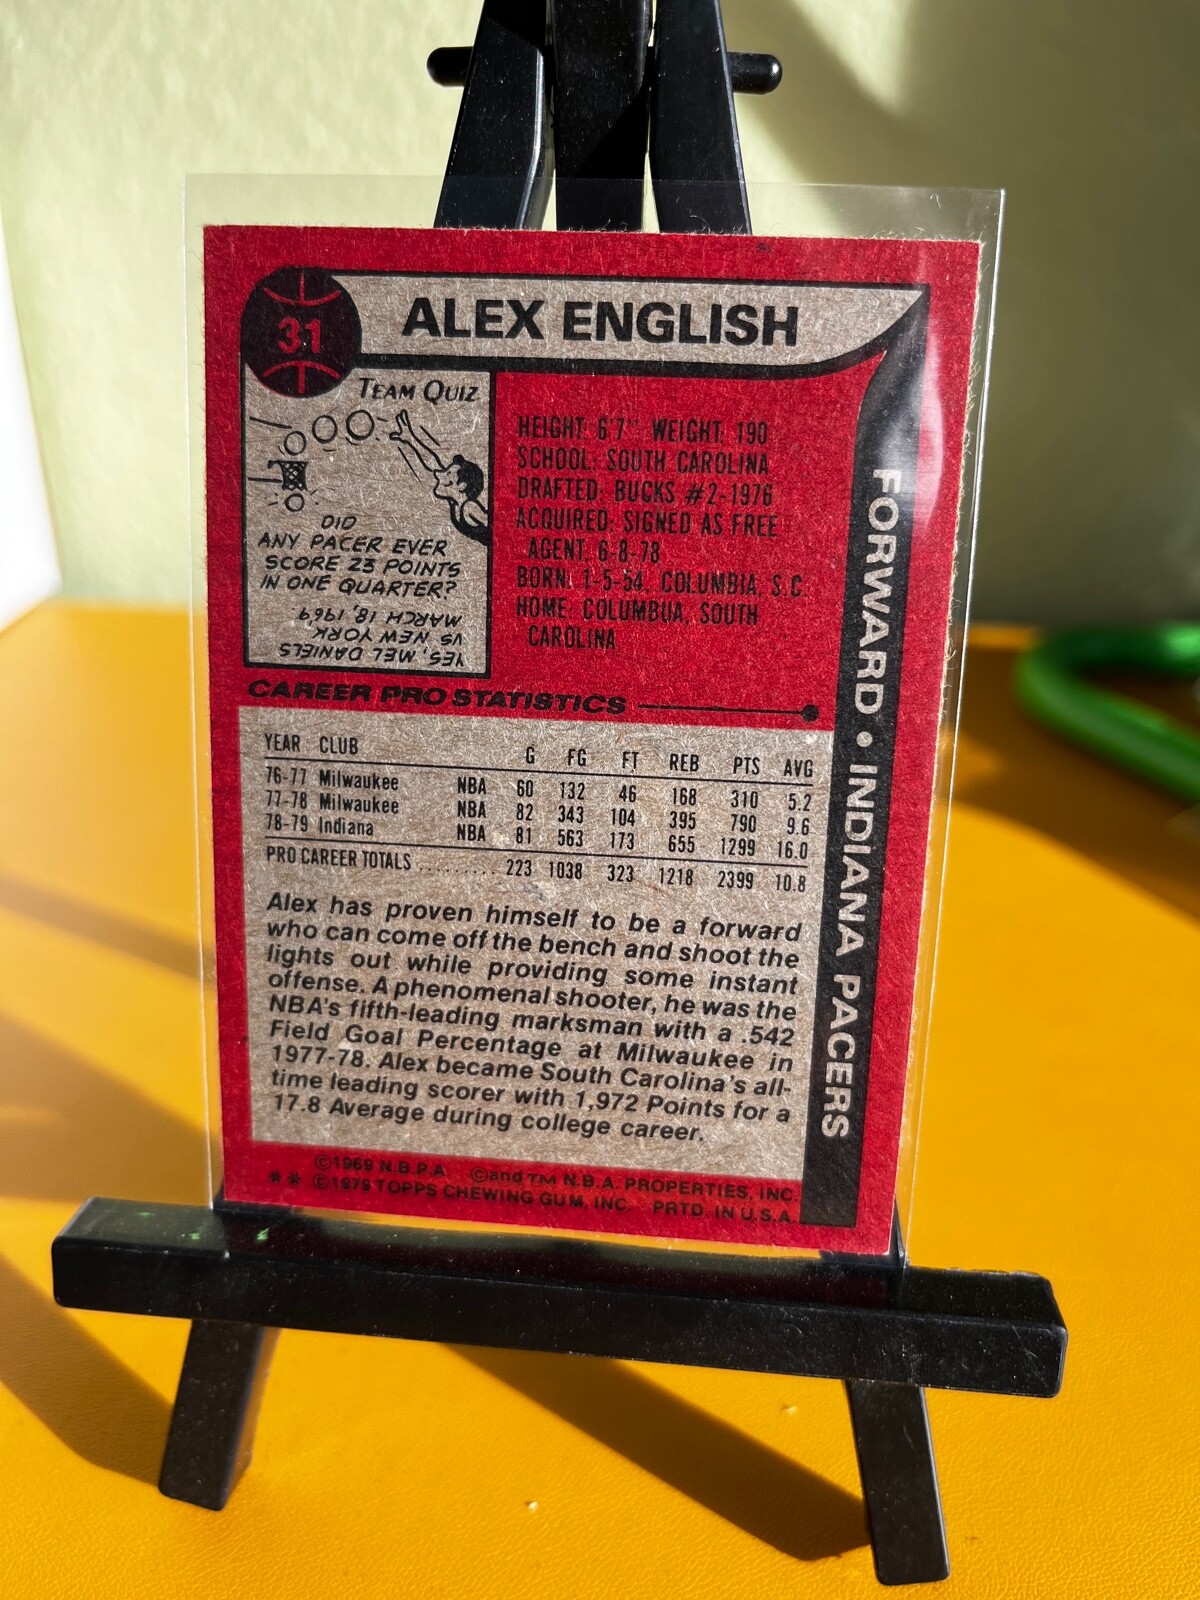 31
ALEX ENGLISH
TEAM QUIZ
DID
ANY PACER EVER
SCORE 23 POINTS
IN ONE QUARTER?
YES, MEL DANIELS
VS NEW YORK
MARCH 18, 1969
HEIGHT: 6'7" WEIGHT: 190
SCHOOL: SOUTH CAROLINA
DRAFTED: BUCKS #2-1976
ACQUIRED: SIGNED AS FREE
AGENT, 6-8-78
BORN: 1-5-54, COLUMBIA, S.C.
HOME: COLUMBUA, SOUTH
CAROLINA
FORWARD • INDIANA PACERS
CAREER PRO STATISTICS
YEAR CLUB G FG FT REB PTS AVG
76-77 Milwaukee NBA 60 132 46 168 310 5.2
77-78 Milwaukee NBA 82 343 104 395 790 9.6
78-79 Indiana NBA 81 563 173 655 1299 16.0
PRO CAREER TOTALS .......... 223 1038 323 1218 2399 10.8
Alex has proven himself to be a forward
who can come off the bench and shoot the
lights out while providing some instant
offense. A phenomenal shooter, he was the
NBA's fifth-leading marksman with a .542
Field Goal Percentage at Milwaukee in
1977-78. Alex became South Carolina's all-
time leading scorer with 1,972 Points for a
17.8 Average during college career.
©1969 N.B.P.A. ©and TM N.B.A. PROPERTIES, INC.
** ©1979 TOPPS CHEWING GUM, INC. PRTD. IN U.S.A.